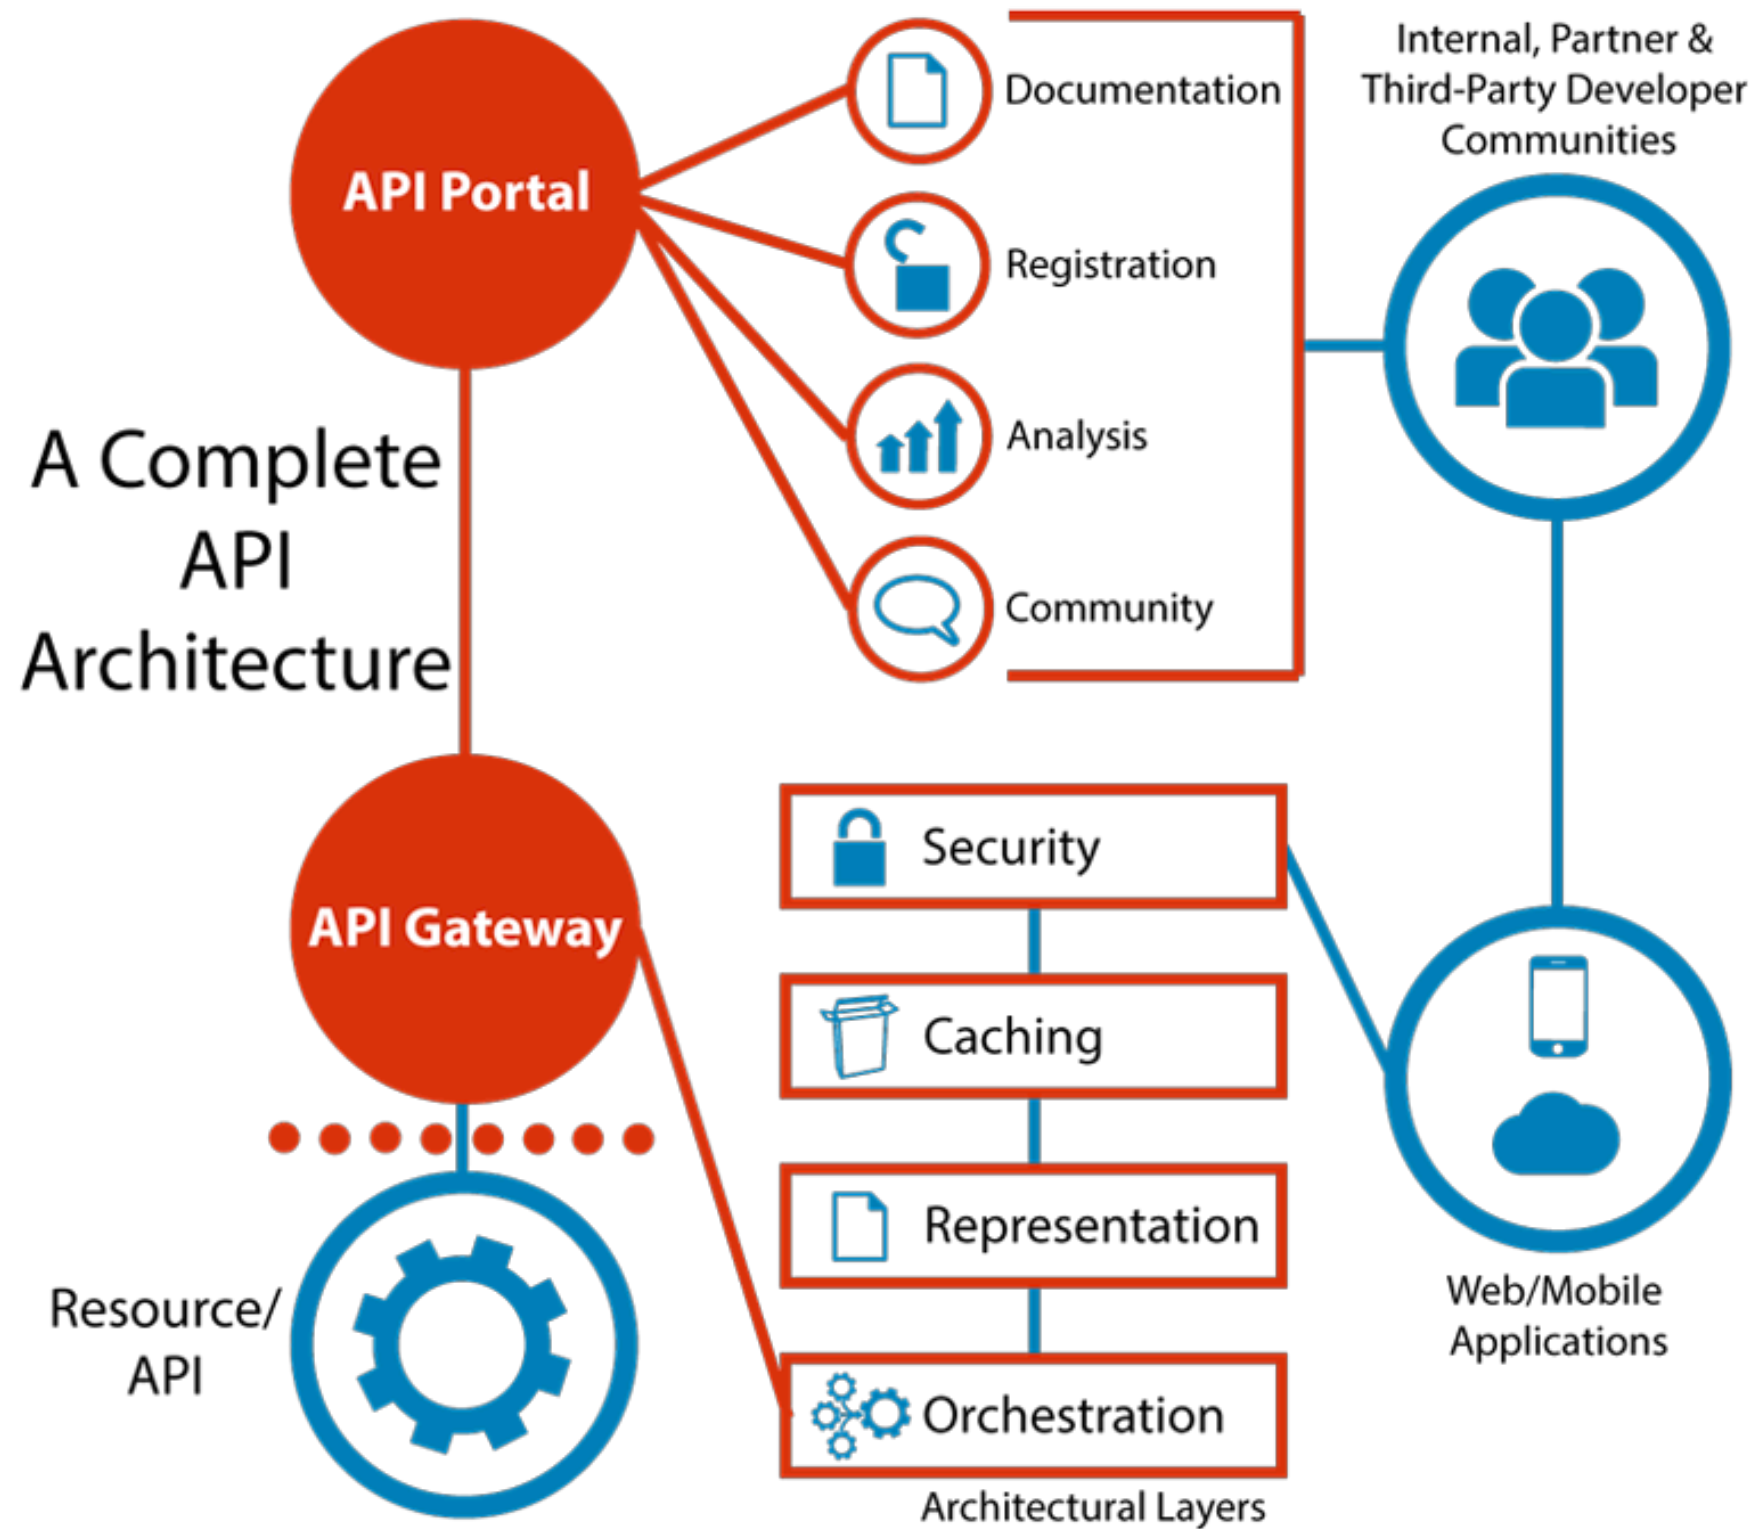 API Portal
Documentation
Registration
Analysis
Community
Internal, Partner &
Third-Party Developer
Communities
A Complete
API
Architecture
API Gateway
Security
Caching
Representation
Orchestration
Architectural Layers
Web/Mobile
Applications
Resource/
API